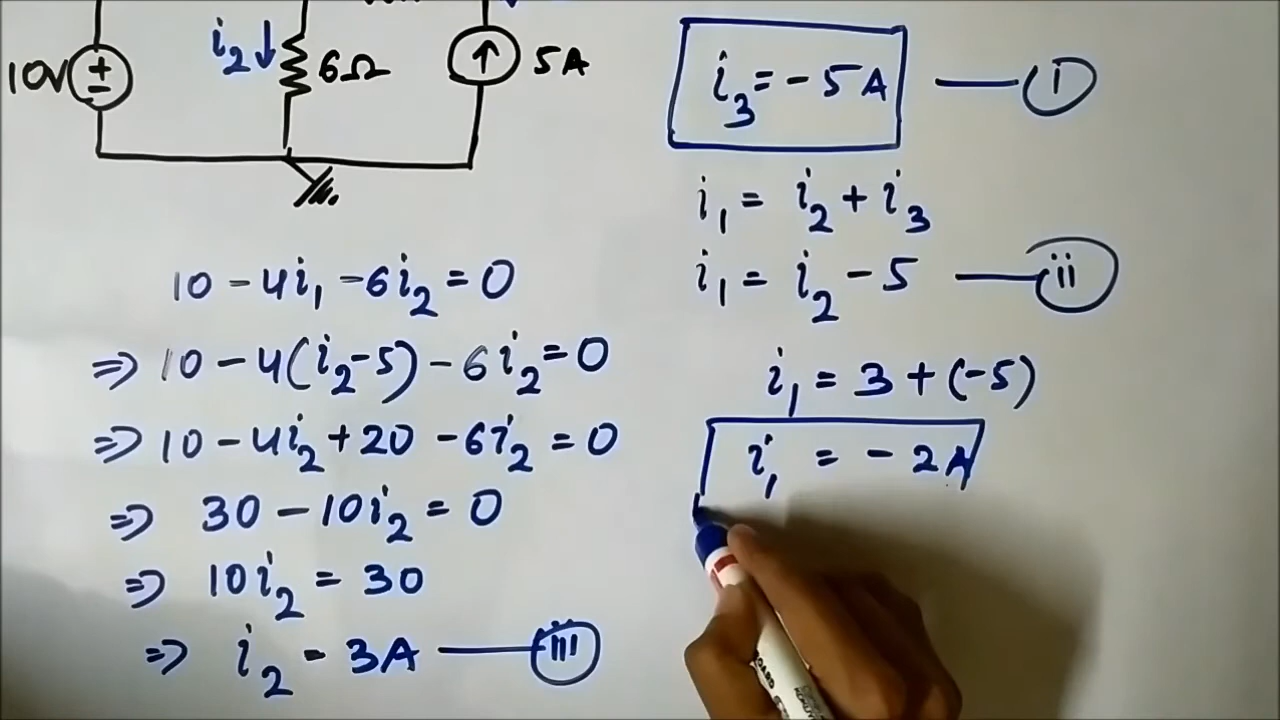 10V
i₂ ↓
6Ω
5A
i₃ = - 5A —— (i)
i₁ = i₂ + i₃
i₁ = i₂ - 5 —— (ii)
10 - 4i₁ - 6i₂ = 0
⇒ 10 - 4(i₂-5) - 6i₂ = 0
⇒ 10 - 4i₂ + 20 - 6i₂ = 0
⇒ 30 - 10i₂ = 0
⇒ 10i₂ = 30
⇒ i₂ = 3A —— (iii)
i₁ = 3 + (-5)
i₁ = - 2A